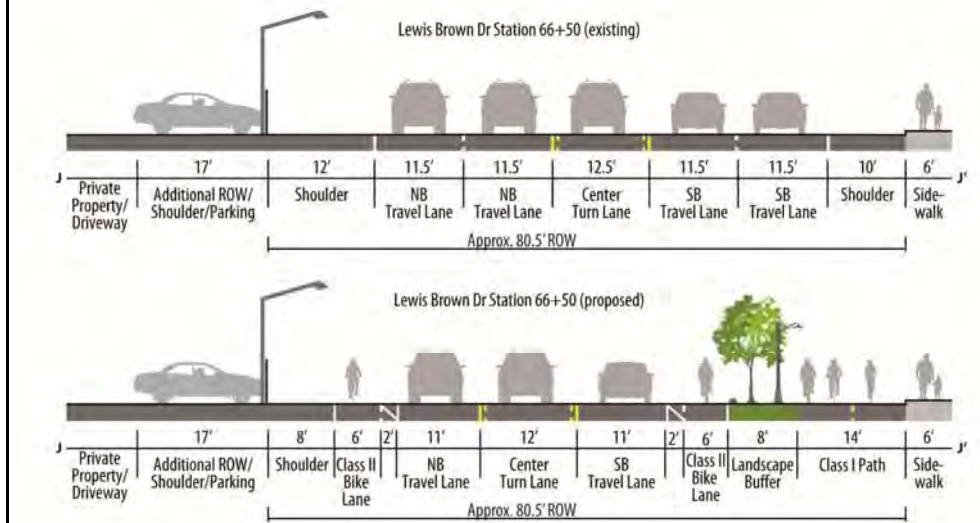 Lewis Brown Dr Station 66+50 (existing)
17’ 12’ 11.5’ 11.5’ 12.5’ 11.5’ 11.5’ 10’ 6’
J J’
Private Additional ROW/ Shoulder NB NB Center SB SB Shoulder Side-
Property/ Shoulder/Parking Travel Lane Travel Lane Turn Lane Travel Lane Travel Lane walk
Driveway
Approx. 80.5’ ROW
Lewis Brown Dr Station 66+50 (proposed)
17’ 8’ 6’ 2’ 11’ 12’ 11’ 2’ 6’ 8’ 14’ 6’
J J’
Private Additional ROW/ Shoulder Class II NB Center SB Class II Landscape Class I Path Side-
Property/ Shoulder/Parking Bike Travel Lane Turn Lane Travel Lane Bike Buffer walk
Driveway Lane Lane
Approx. 80.5’ ROW